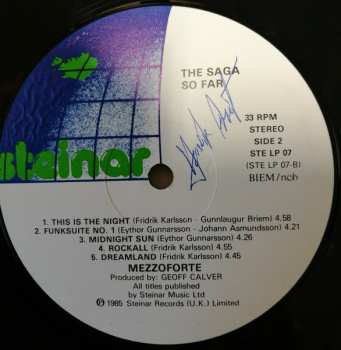 THE SAGA
SO FAR
steinar
33 RPM
STEREO
SIDE 2
STE LP 07
(STE LP 07-B)
BIEM/ncb
1. THIS IS THE NIGHT (Fridrik Karlsson - Gunnlaugur Briem) 4.58
2. FUNKSUITE NO. 1 (Eythor Gunnarsson - Johann Asmundsson) 4.21
3. MIDNIGHT SUN (Eythor Gunnarsson) 4.26
4. ROCKALL (Fridrik Karlsson) 4.55
5. DREAMLAND (Fridrik Karlsson) 4.45
MEZZOFORTE
Produced by: GEOFF CALVER
All titles published
by Steinar Music Ltd
℗ © 1985 Steinar Records (U.K.) Limited